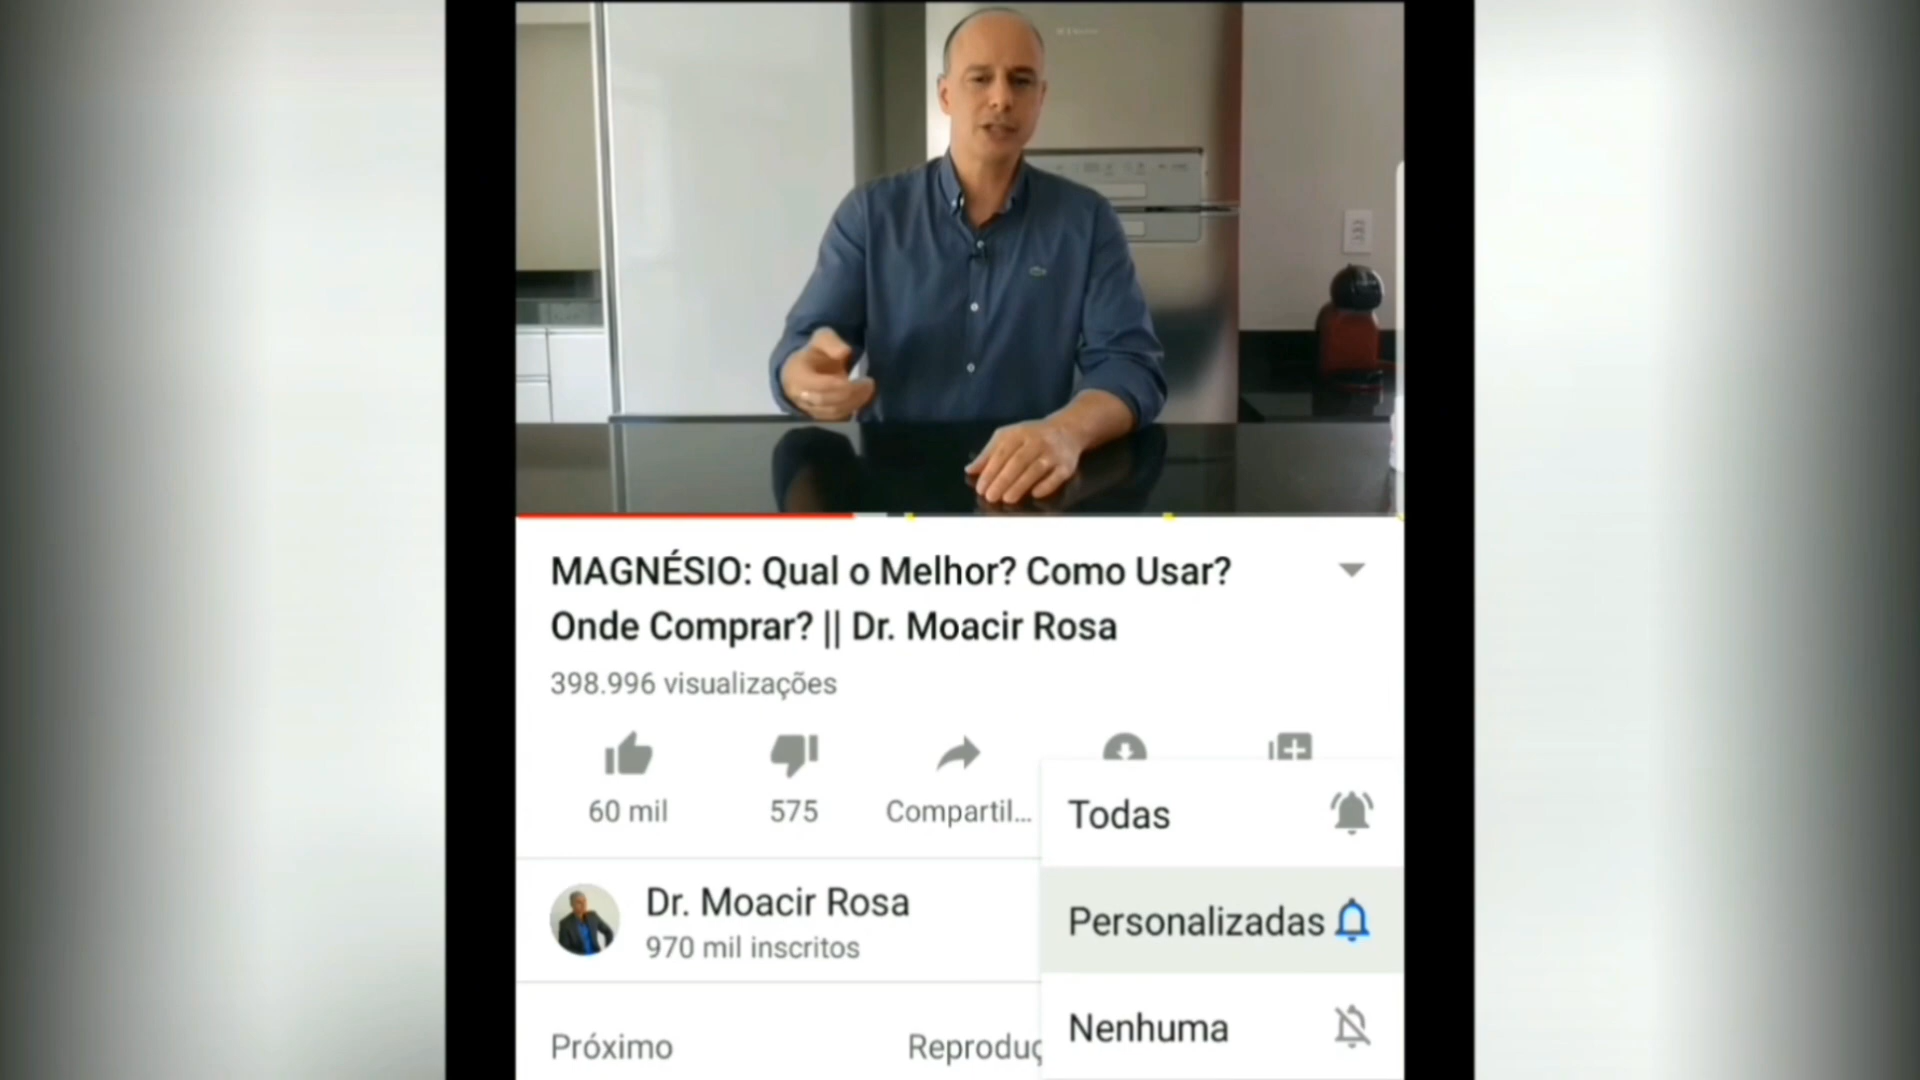 MAGNÉSIO: Qual o Melhor? Como Usar?
Onde Comprar? || Dr. Moacir Rosa
398.996 visualizações
60 mil
575
Compartil...
Todas
Dr. Moacir Rosa
970 mil inscritos
Personalizadas
Próximo
Reproduç
Nenhuma